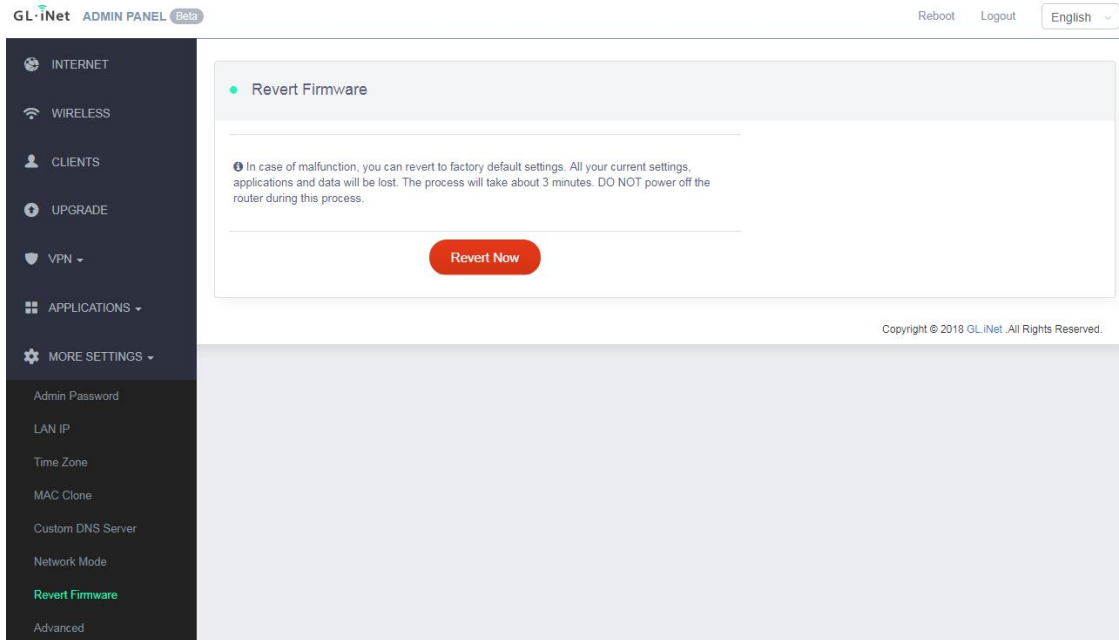 GL·iNet ADMIN PANEL Beta
Reboot Logout English
INTERNET
WIRELESS
CLIENTS
UPGRADE
VPN
APPLICATIONS
MORE SETTINGS
Admin Password
LAN IP
Time Zone
MAC Clone
Custom DNS Server
Network Mode
Revert Firmware
Advanced
Revert Firmware
In case of malfunction, you can revert to factory default settings. All your current settings,
applications and data will be lost. The process will take about 3 minutes. DO NOT power off the
router during this process.
Revert Now
Copyright © 2018 GL.iNet .All Rights Reserved.